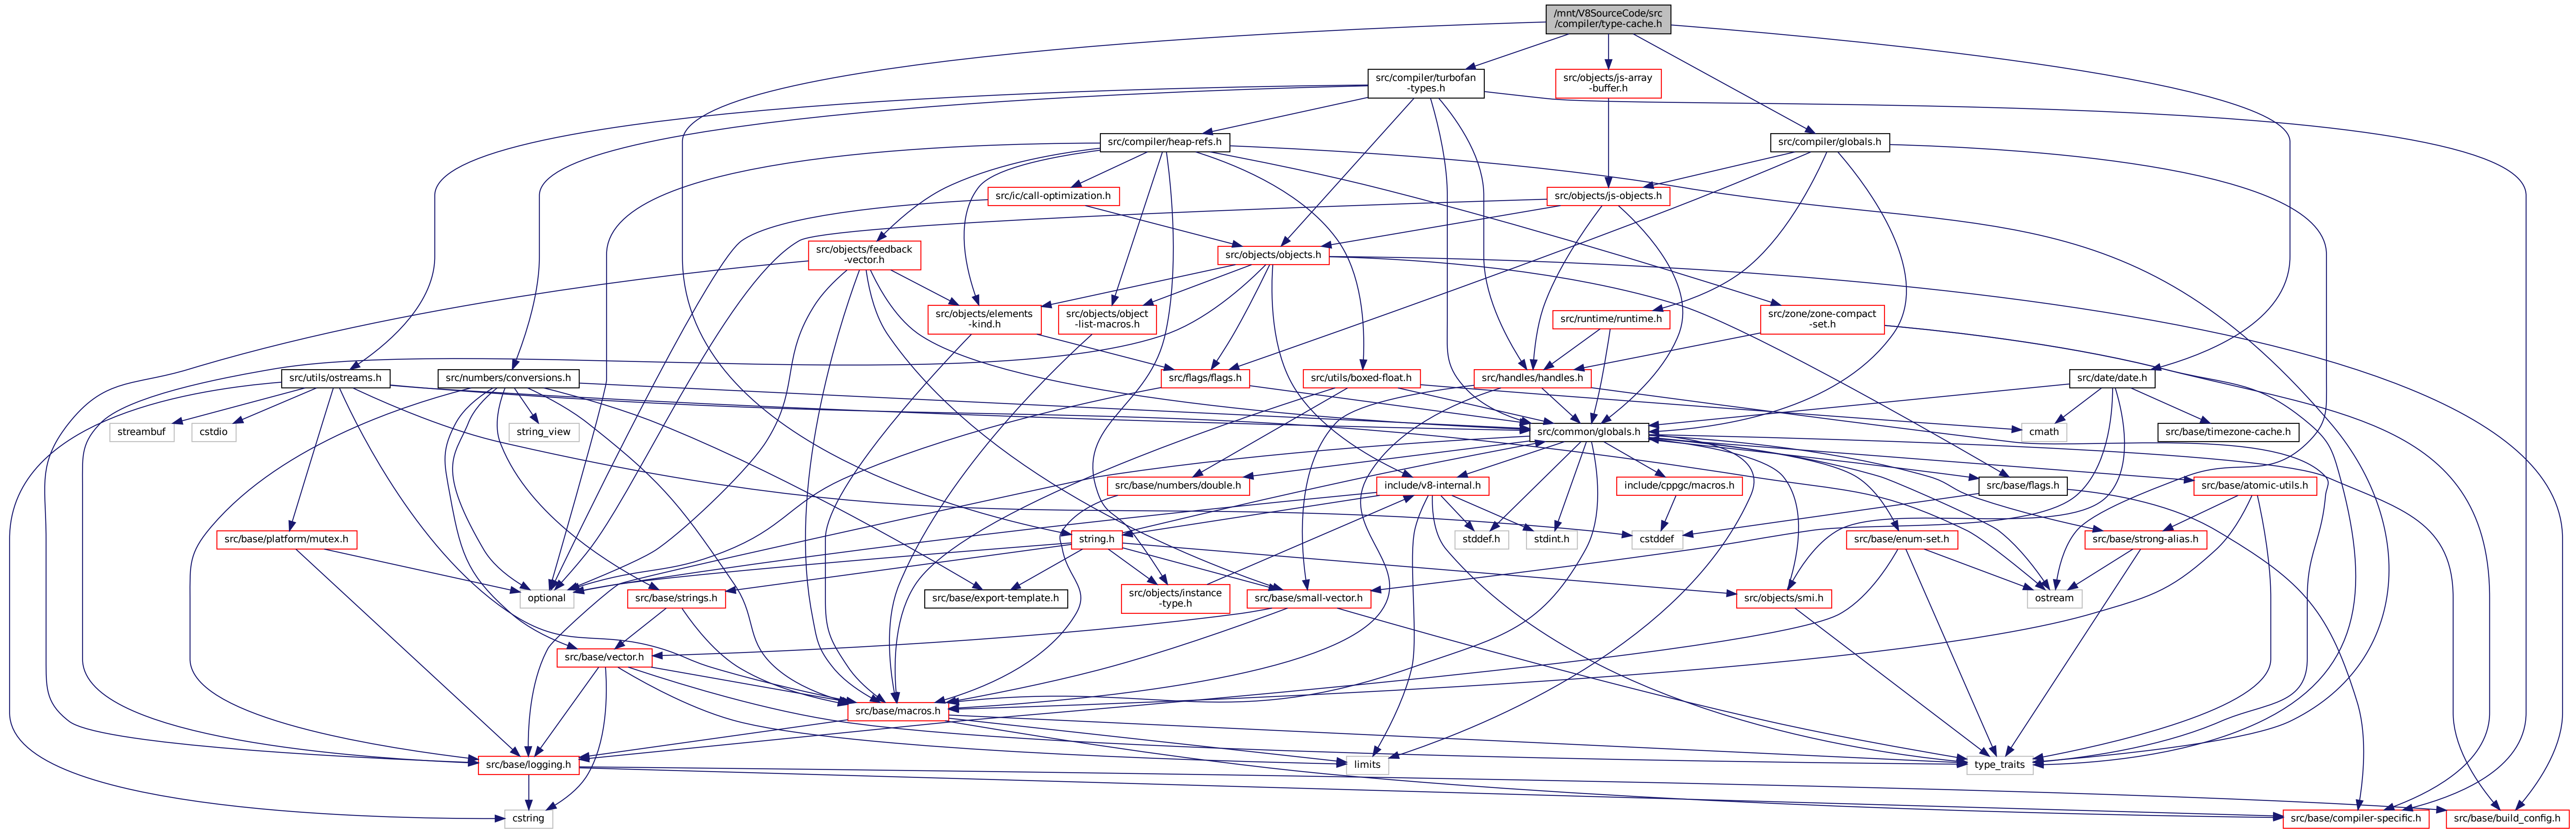 /mnt/V8SourceCode/src
/compiler/type-cache.h
src/compiler/turbofan
-types.h
src/objects/js-array
-buffer.h
src/compiler/heap-refs.h
src/compiler/globals.h
src/ic/call-optimization.h
src/objects/js-objects.h
src/objects/feedback
-vector.h
src/objects/objects.h
src/objects/elements
-kind.h
src/objects/object
-list-macros.h
src/runtime/runtime.h
src/zone/zone-compact
-set.h
src/utils/ostreams.h
src/numbers/conversions.h
src/flags/flags.h
src/utils/boxed-float.h
src/handles/handles.h
src/date/date.h
streambuf
cstdio
string_view
src/common/globals.h
cmath
src/base/timezone-cache.h
src/base/numbers/double.h
include/v8-internal.h
include/cppgc/macros.h
src/base/flags.h
src/base/atomic-utils.h
src/base/platform/mutex.h
string.h
stddef.h
stdint.h
cstddef
src/base/enum-set.h
src/base/strong-alias.h
optional
src/base/strings.h
src/base/export-template.h
src/objects/instance
-type.h
src/base/small-vector.h
src/objects/smi.h
ostream
src/base/vector.h
src/base/macros.h
src/base/logging.h
limits
type_traits
cstring
src/base/compiler-specific.h
src/base/build_config.h